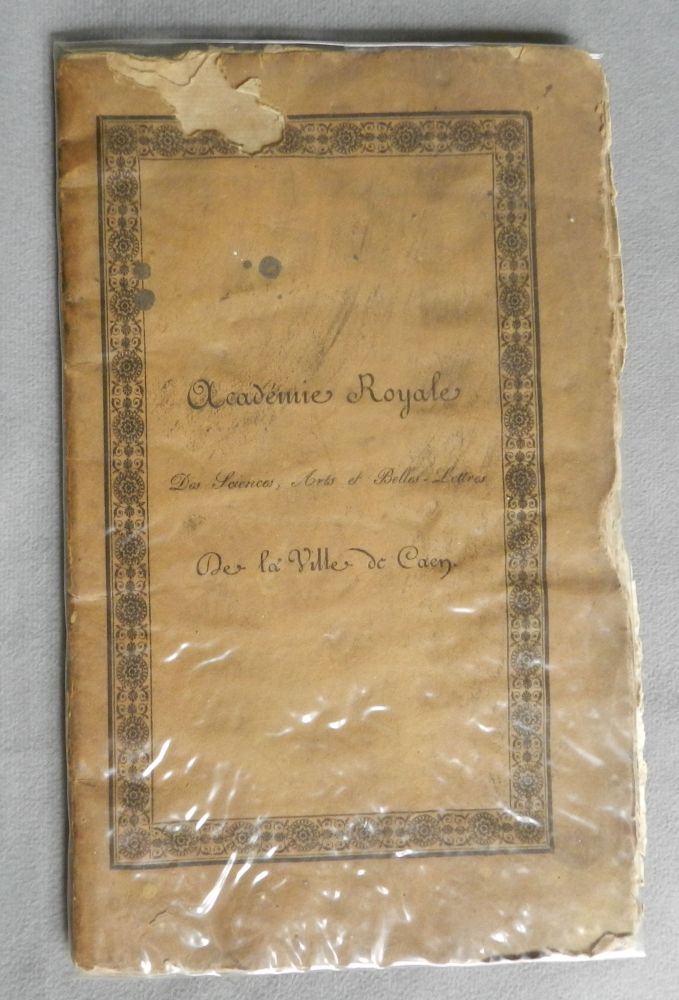 Académie Royale
Des Sciences, Arts et Belles-Lettres
De la Ville de Caen.